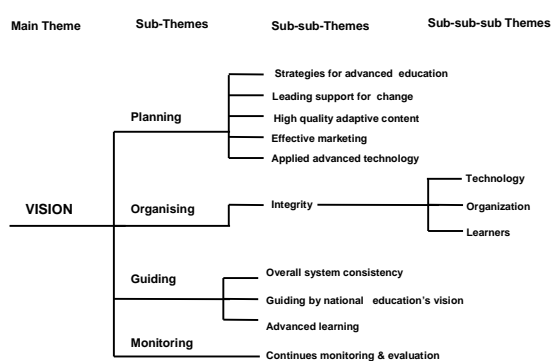 Main Theme Sub-Themes Sub-sub-Themes Sub-sub-sub Themes
Strategies for advanced education
Leading support for change
Planning High quality adaptive content
Effective marketing
Applied advanced technology
Technology
VISION Organising Integrity Organization
Learners
Overall system consistency
Guiding
Guiding by national education's vision
Advanced learning
Monitoring
Continues monitoring & evaluation